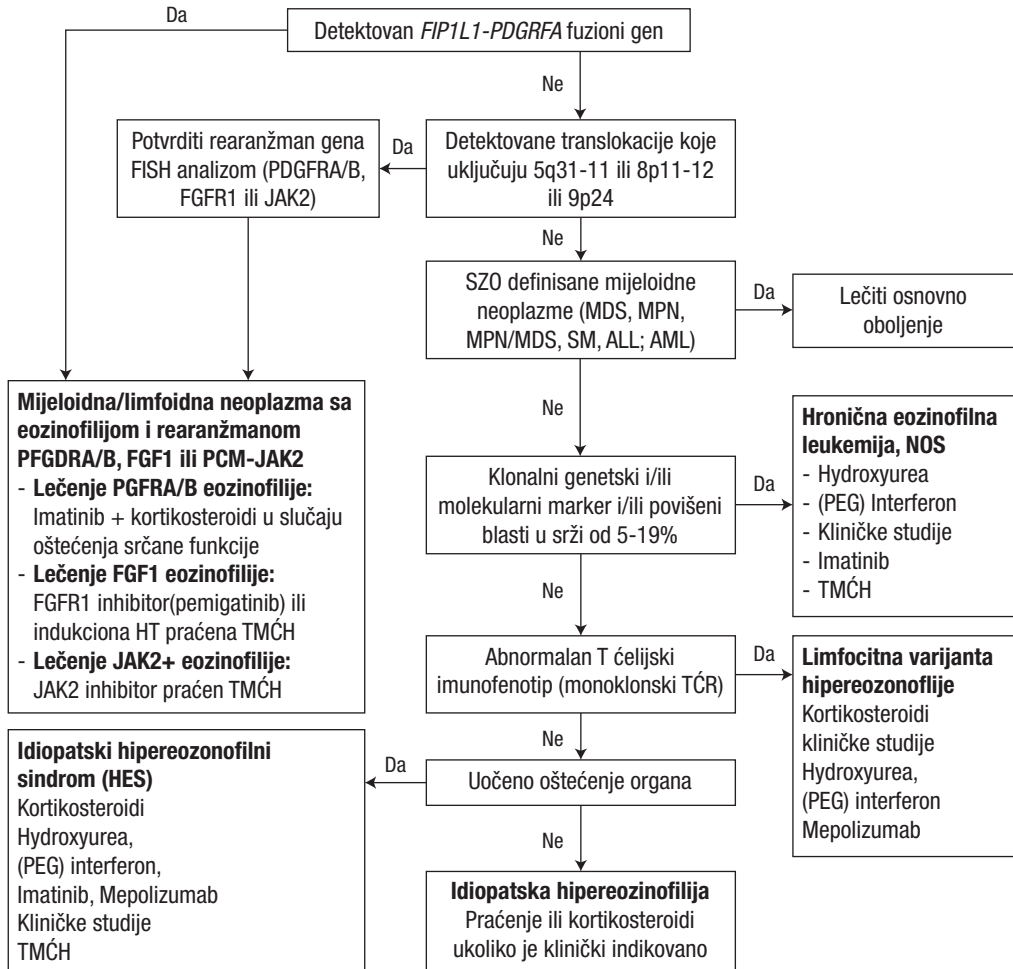 Da
Detektovan FIP1L1-PDGRFA fuzioni gen
Ne
Potvrditi rearanžman gena
FISH analizom (PDGFRA/B,
FGFR1 ili JAK2)
Da
Detektovane translokacije koje
uključuju 5q31-11 ili 8p11-12
ili 9p24
Ne
SZO definisane mijeloidne
neoplazme (MDS, MPN,
MPN/MDS, SM, ALL; AML)
Da
Lečiti osnovno
oboljenje
Ne
Mijeloidna/limfoidna neoplazma sa
eozinofilijom i rearanžmanom
PFGDRA/B, FGF1 ili PCM-JAK2
- Lečenje PGFRA/B eozinofilije:
Imatinib + kortikosteroidi u slučaju
oštećenja srčane funkcije
- Lečenje FGF1 eozinofilije:
FGFR1 inhibitor(pemigatinib) ili
indukciona HT praćena TMĆH
- Lečenje JAK2+ eozinofilije:
JAK2 inhibitor praćen TMĆH
Klonalni genetski i/ili
molekularni marker i/ili povišeni
blasti u srži od 5-19%
Da
Hronična eozinofilna
leukemija, NOS
- Hydroxyurea
- (PEG) Interferon
- Kliničke studije
- Imatinib
- TMĆH
Ne
Abnormalan T ćelijski
imunofenotip (monoklonski TĆR)
Da
Limfocitna varijanta
hipereozonoflije
Kortikosteroidi
kliničke studije
Hydroxyurea,
(PEG) interferon
Mepolizumab
Ne
Uočeno oštećenje organa
Da
Idiopatski hipereozonofilni
sindrom (HES)
Kortikosteroidi
Hydroxyurea,
(PEG) interferon,
Imatinib, Mepolizumab
Kliničke studije
TMĆH
Ne
Idiopatska hipereozinofilija
Praćenje ili kortikosteroidi
ukoliko je klinički indikovano